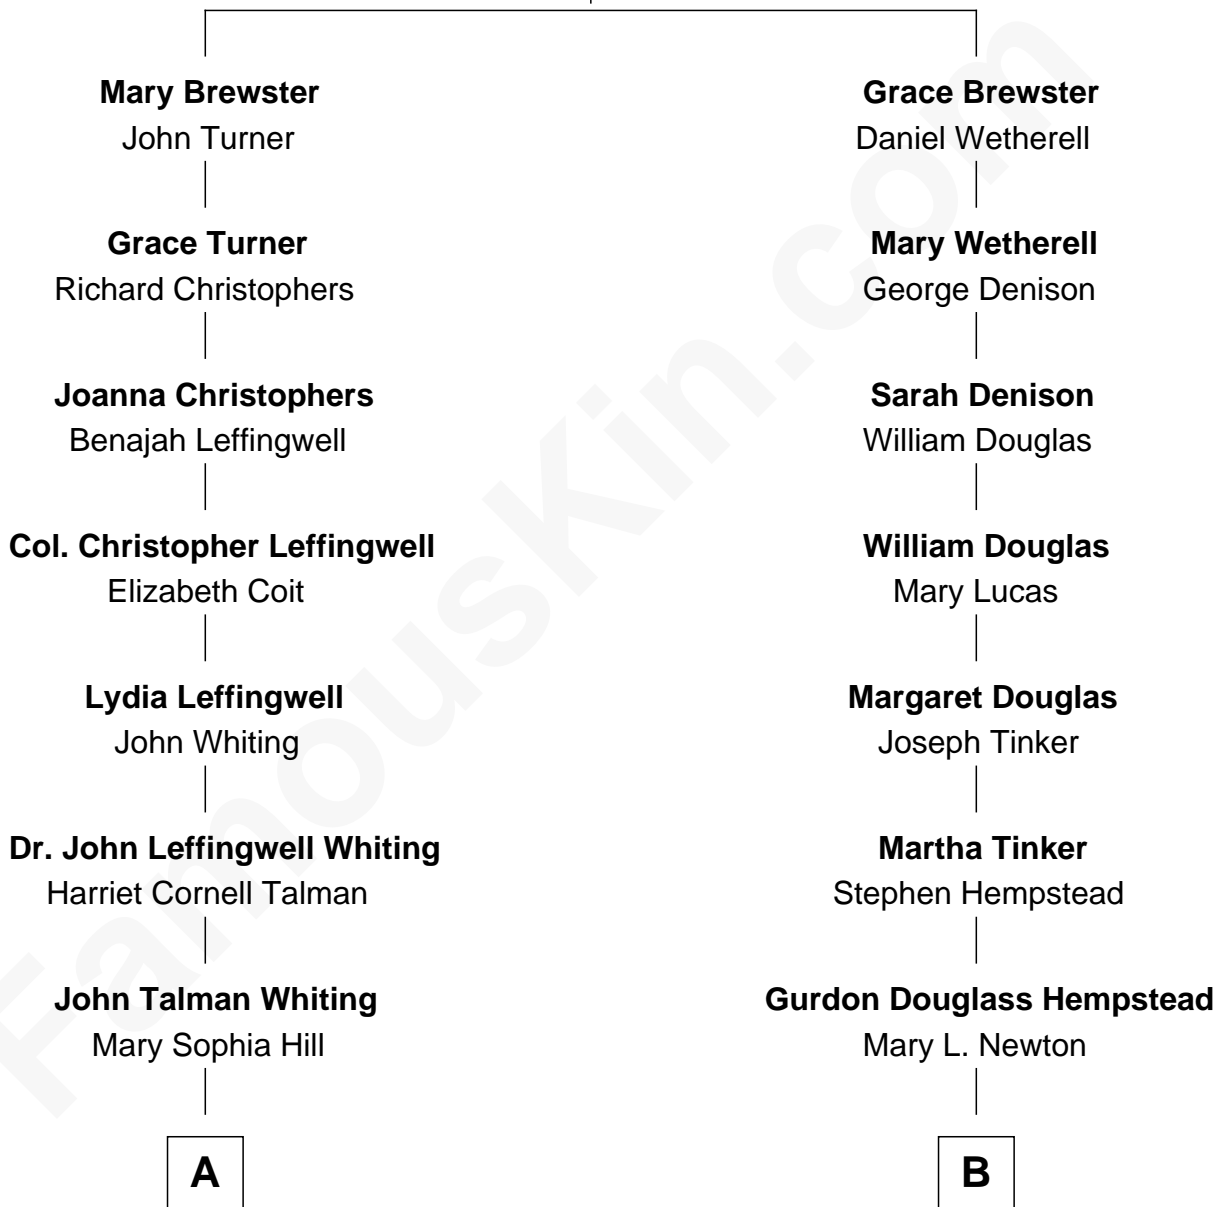 Mary Brewster
John Turner
Grace Turner
Richard Christophers
Joanna Christophers
Benajah Leffingwell
Col. Christopher Leffingwell
Elizabeth Coit
Lydia Leffingwell
John Whiting
Dr. John Leffingwell Whiting
Harriet Cornell Talman
John Talman Whiting
Mary Sophia Hill
A
Grace Brewster
Daniel Wetherell
Mary Wetherell
George Denison
Sarah Denison
William Douglas
William Douglas
Mary Lucas
Margaret Douglas
Joseph Tinker
Martha Tinker
Stephen Hempstead
Gurdon Douglass Hempstead
Mary L. Newton
B
FamousKin.com